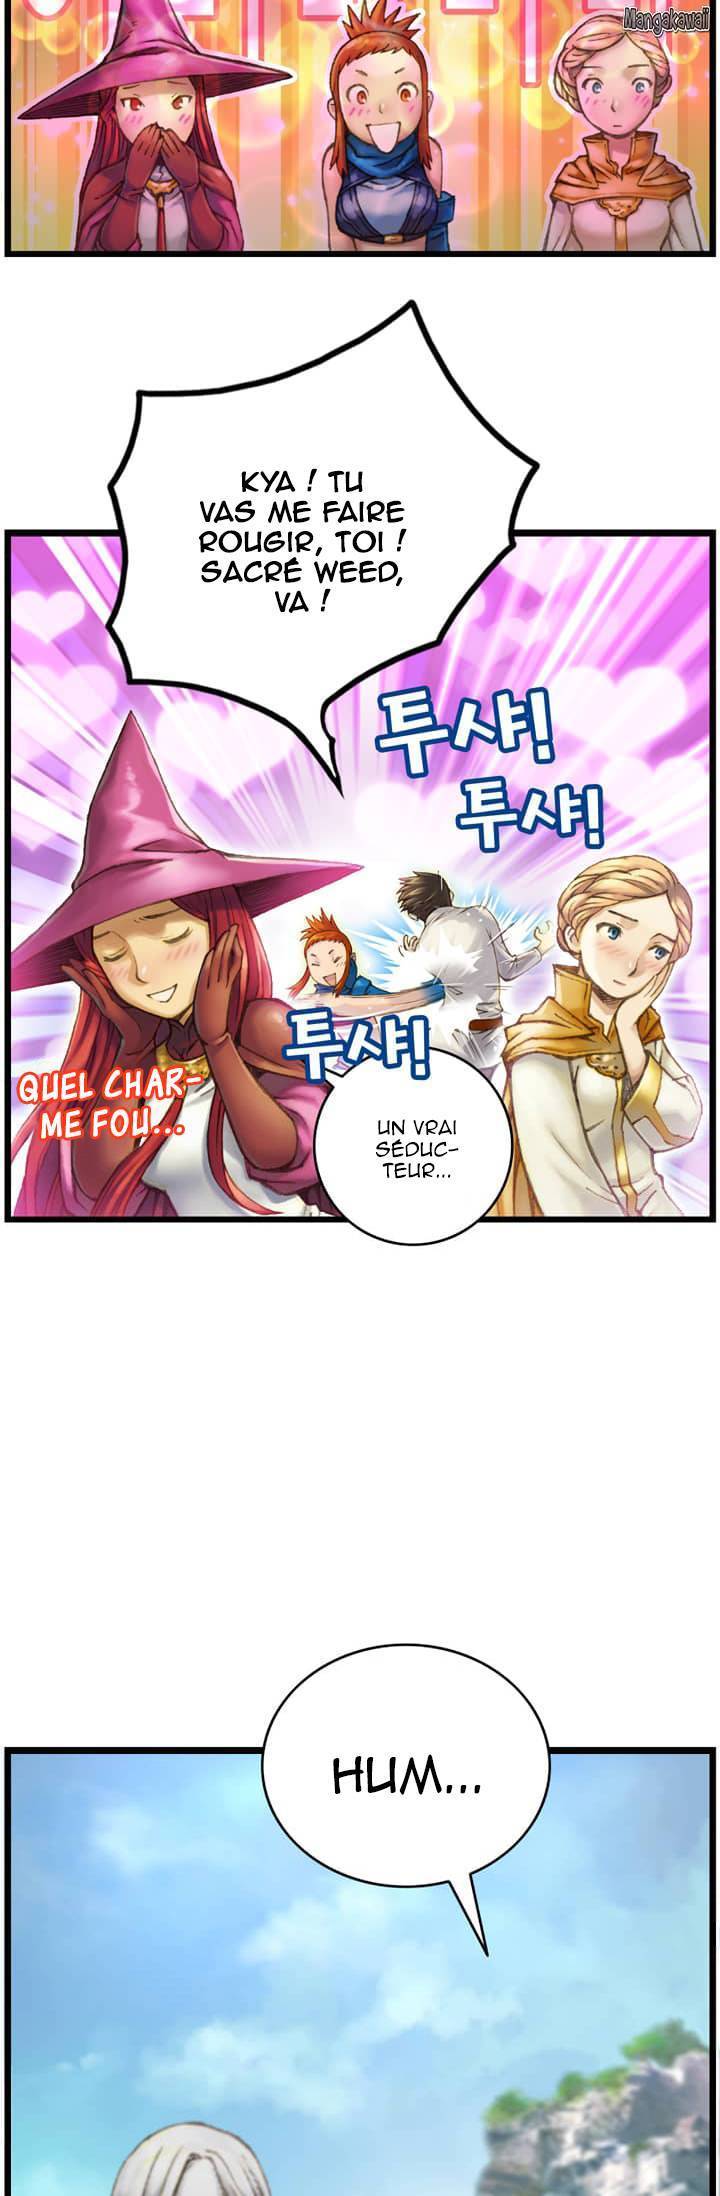 Mangakawaii
KYA ! TU
VAS ME FAIRE
ROUGIR, TOI !
SACRÉ WEED,
VA !
투샤!
투샤!
투샤!
QUEL CHAR-
ME FOU...
UN VRAI
SÉDUC-
TEUR...
HUM...